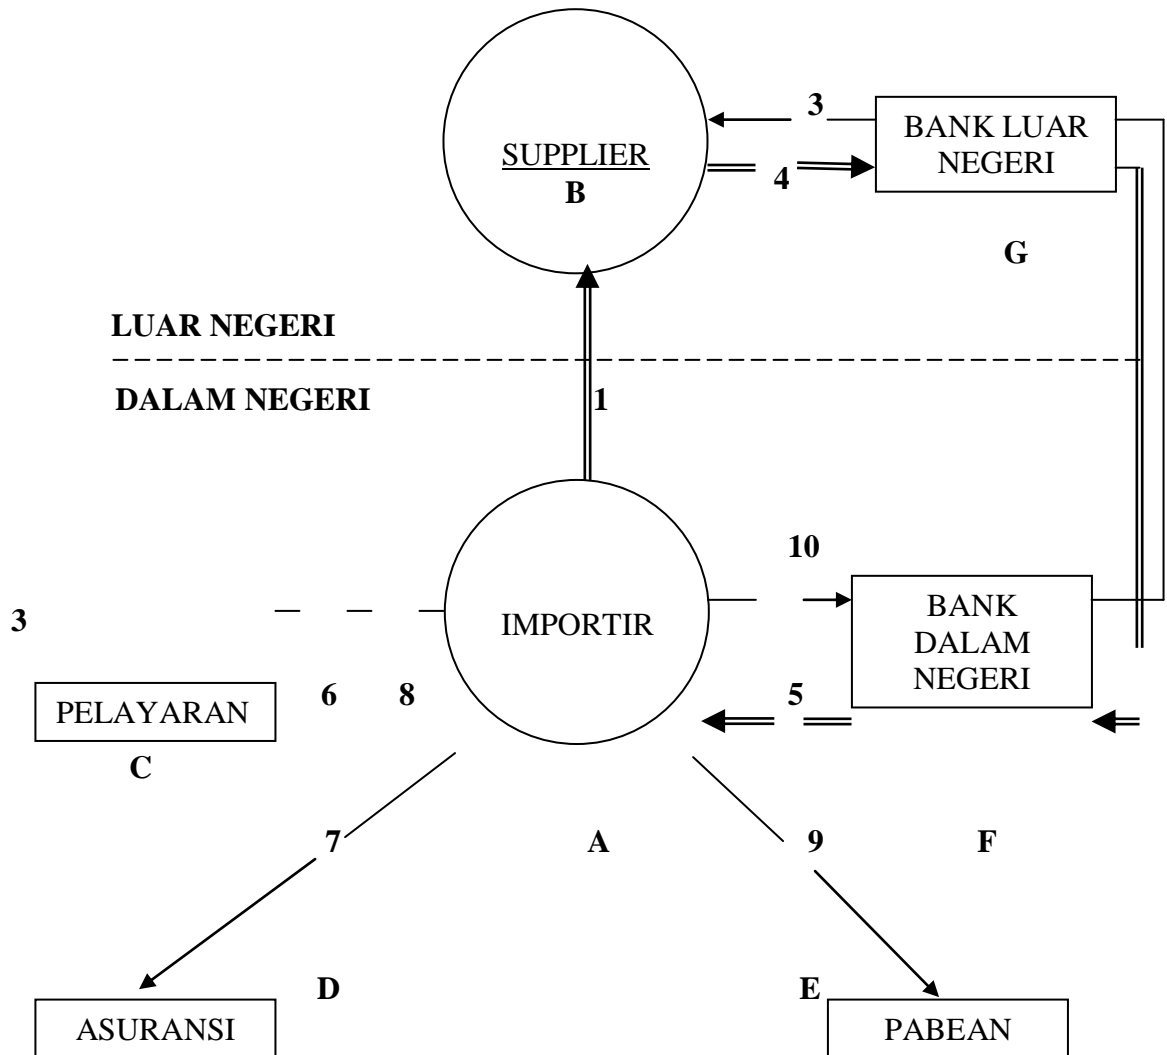 3
BANK LUAR
NEGERI
SUPPLIER
B
4
G
LUAR NEGERI
DALAM NEGERI
1
10
3
IMPORTIR
BANK
DALAM
NEGERI
6
8
5
PELAYARAN
C
7
A
9
F
D
E
ASURANSI
PABEAN